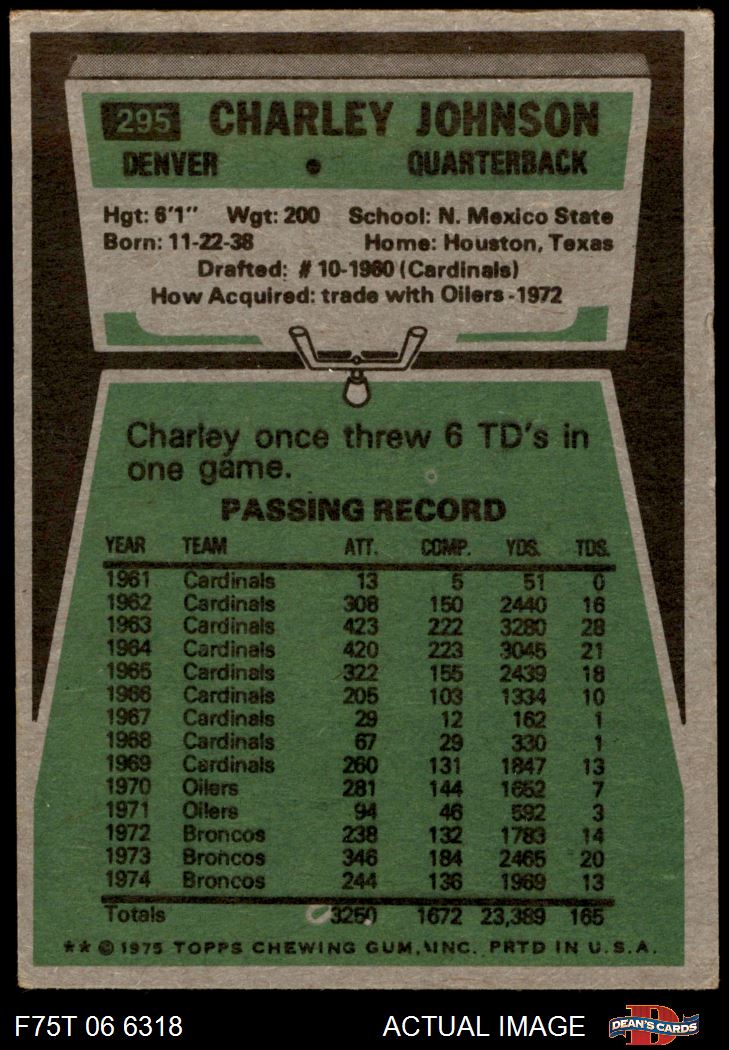 295 CHARLEY JOHNSON
DENVER • QUARTERBACK
Hgt: 6'1" Wgt: 200 School: N. Mexico State
Born: 11-22-38 Home: Houston, Texas
Drafted: #10-1960 (Cardinals)
How Acquired: trade with Oilers-1972
Charley once threw 6 TD's in
one game.
PASSING RECORD
YEAR TEAM ATT. COMP. YDS. TDS.
1961 Cardinals 13 5 51 0
1962 Cardinals 308 150 2440 16
1963 Cardinals 423 222 3280 28
1964 Cardinals 420 223 3045 21
1965 Cardinals 322 155 2439 18
1966 Cardinals 205 103 1334 10
1967 Cardinals 29 12 162 1
1968 Cardinals 67 29 330 1
1969 Cardinals 260 131 1847 13
1970 Oilers 281 144 1652 7
1971 Oilers 94 46 592 3
1972 Broncos 238 132 1783 14
1973 Broncos 346 184 2465 20
1974 Broncos 244 136 1969 13
Totals 3250 1672 23,389 165
** © 1975 TOPPS CHEWING GUM, INC. PRTD IN U.S.A.
F75T 06 6318 ACTUAL IMAGE DEAN'S CARDS